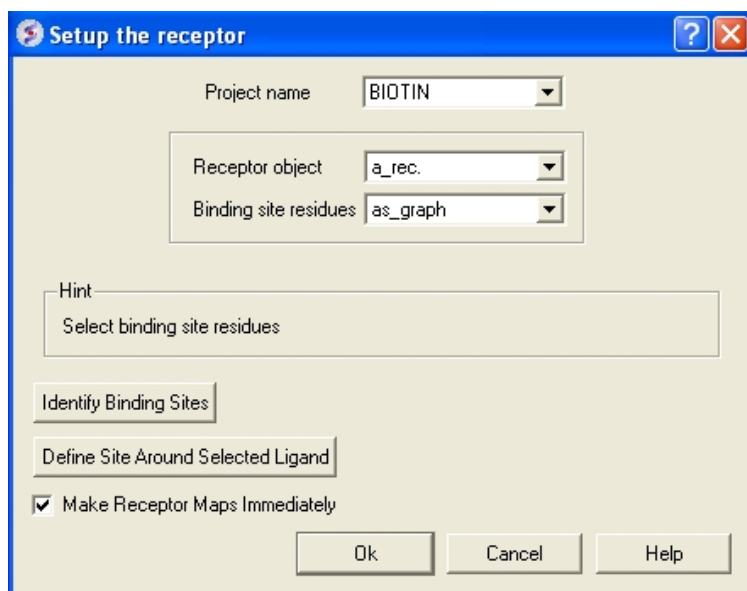 Setup the receptor
Project name BIOTIN
Receptor object a_rec.
Binding site residues as_graph
Hint
Select binding site residues
Identify Binding Sites
Define Site Around Selected Ligand
Make Receptor Maps Immediately
Ok Cancel Help